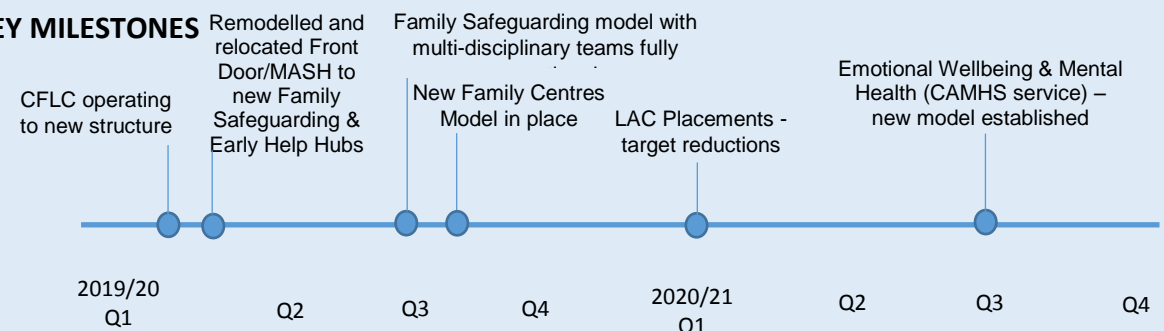 EY MILESTONES
Remodelled and
relocated Front
Door/MASH to
new Family
Safeguarding &
Early Help Hubs
Family Safeguarding model with
multi-disciplinary teams fully
CFLC operating
to new structure
New Family Centres
Model in place
LAC Placements -
target reductions
Emotional Wellbeing & Mental
Health (CAMHS service) –
new model established
2019/20
Q1
Q2
Q3
Q4
2020/21
Q1
Q2
Q3
Q4